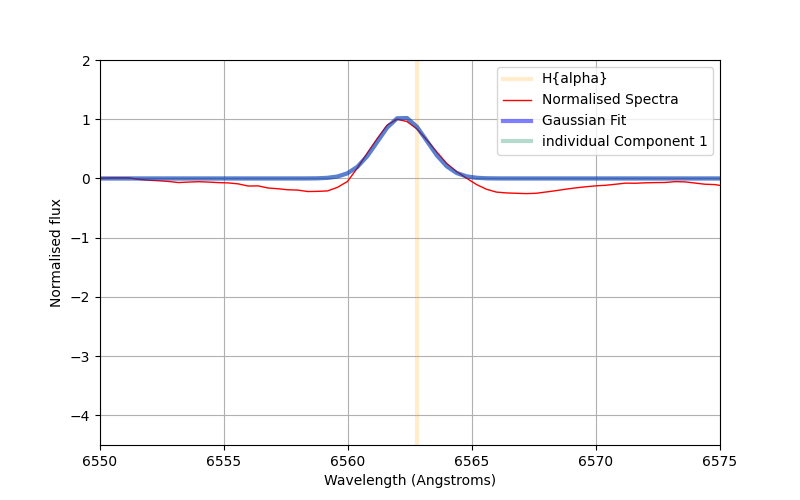 2
1
0
−1
−2
−3
−4
Normalised flux
H{alpha}
Normalised Spectra
Gaussian Fit
individual Component 1
6550 6555 6560 6565 6570 6575
Wavelength (Angstroms)